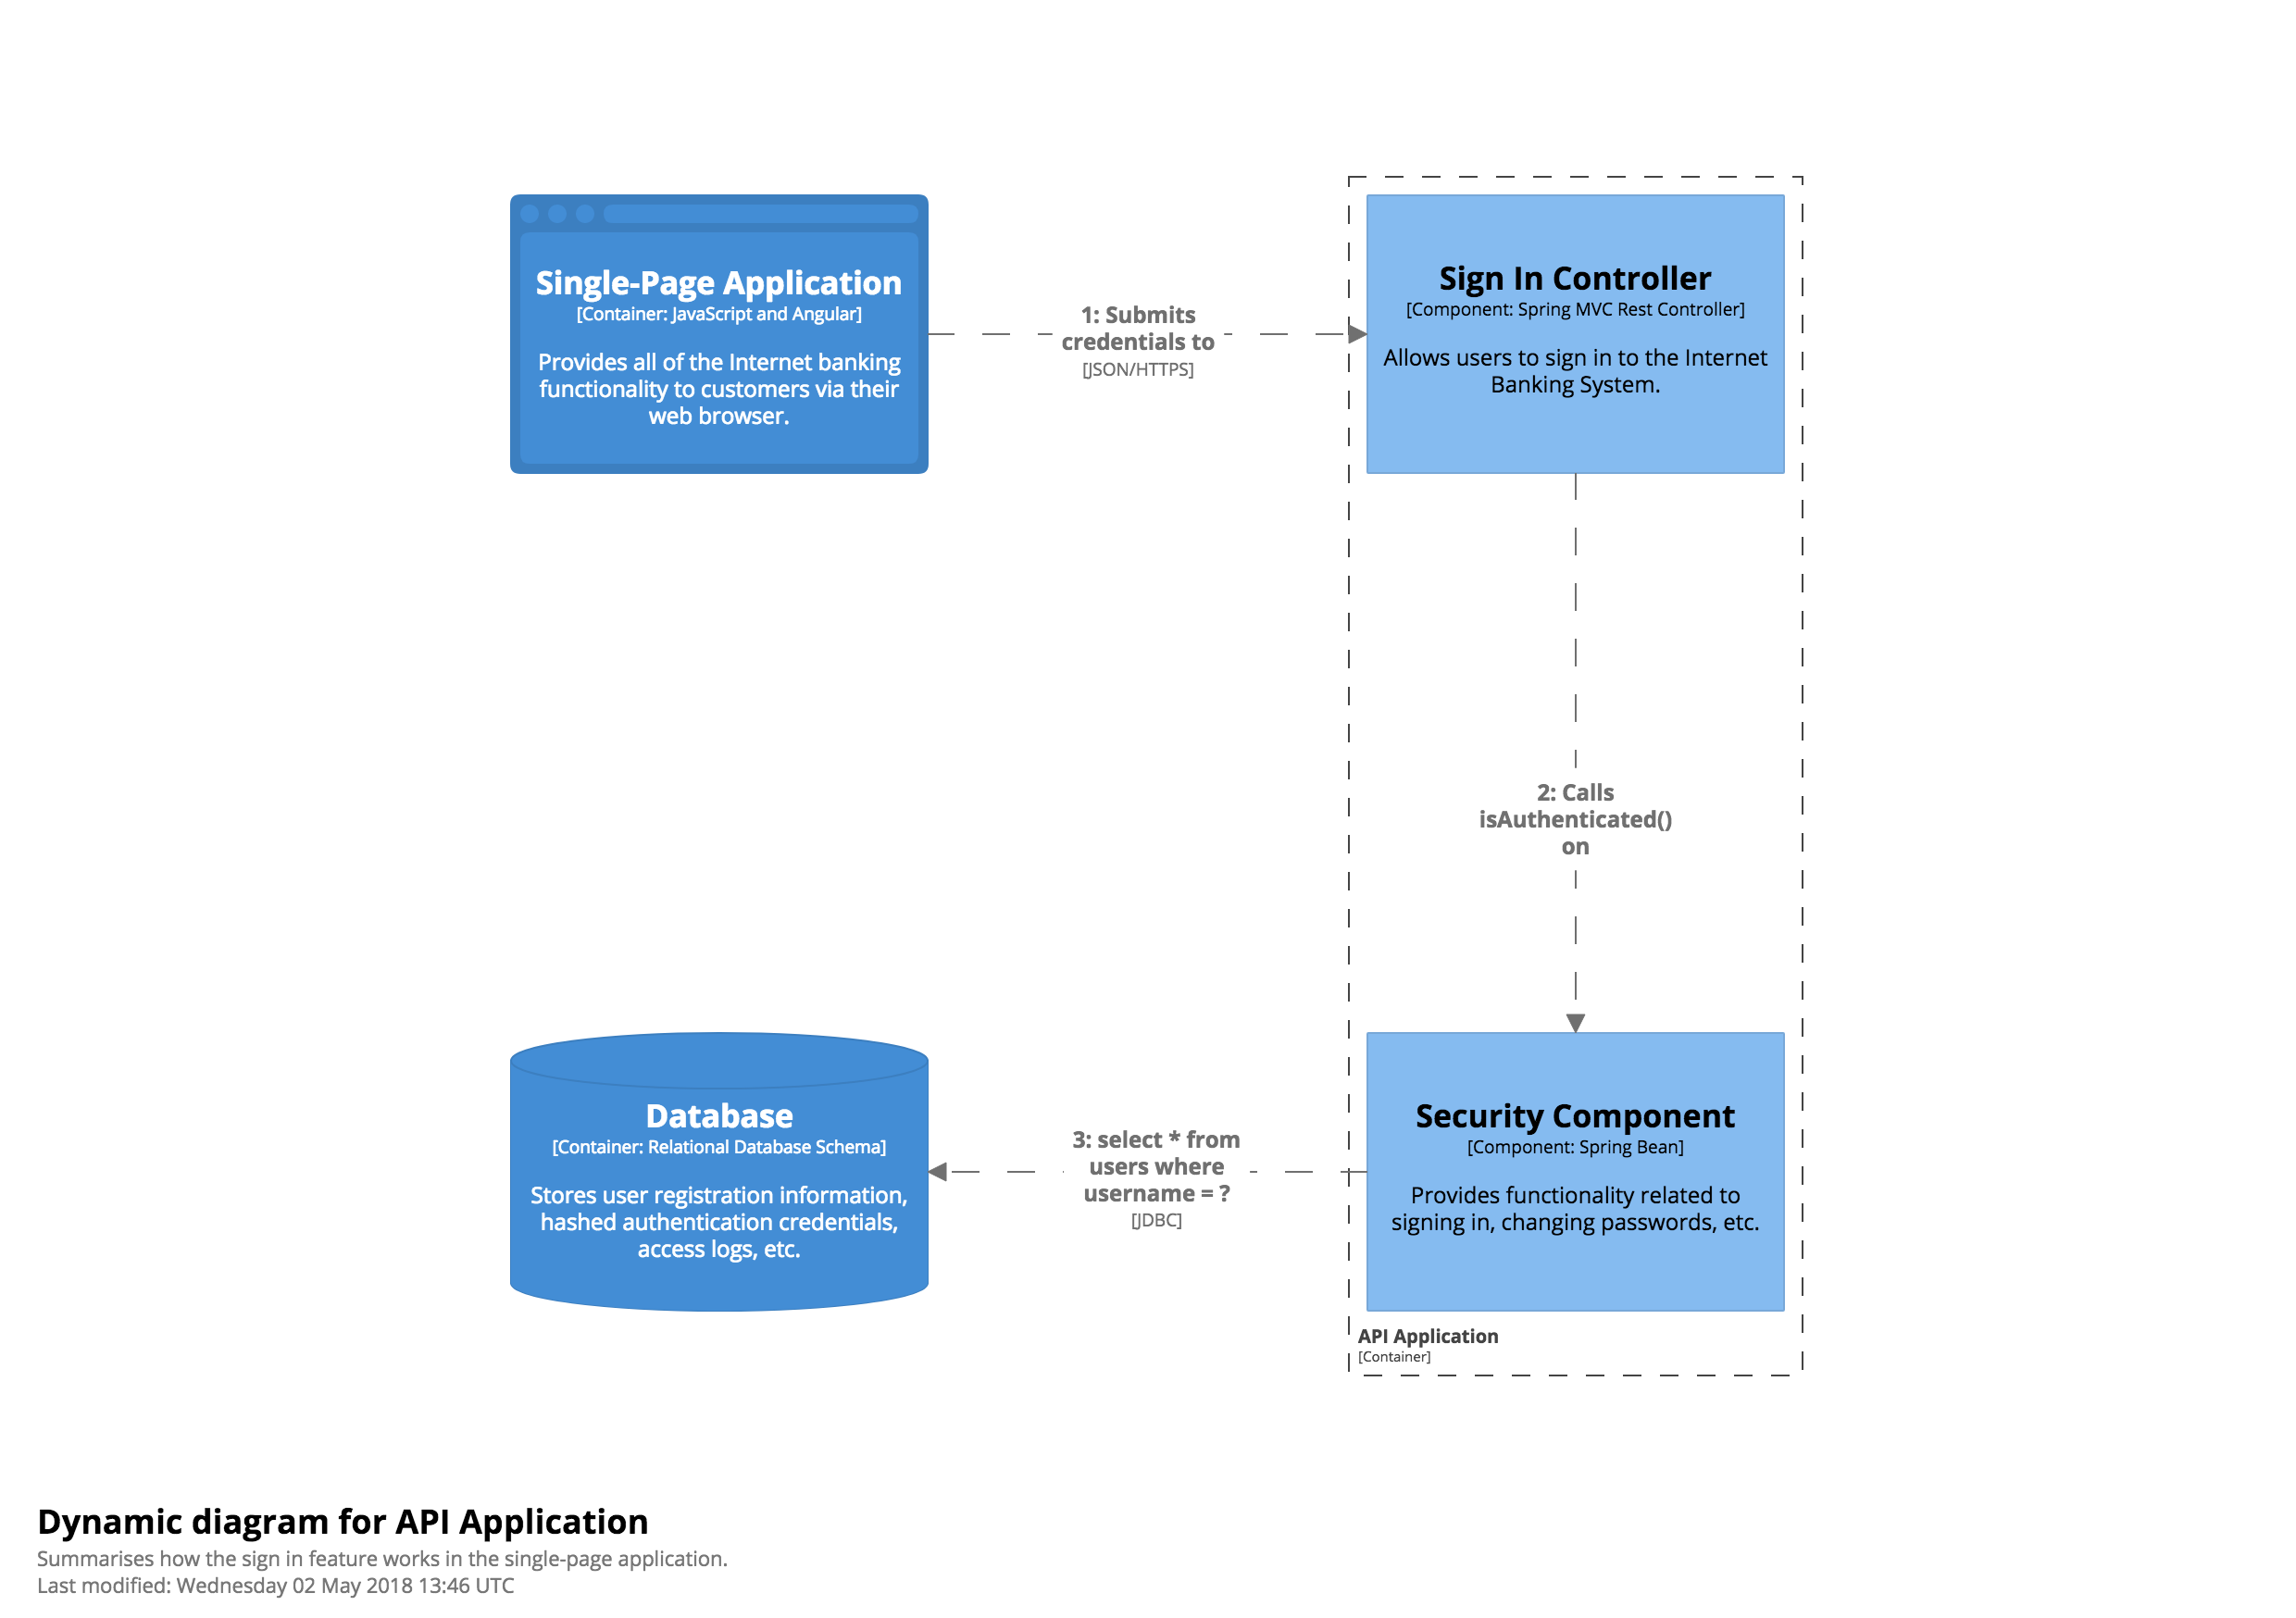 Single-Page Application
[Container: JavaScript and Angular]
Provides all of the Internet banking
functionality to customers via their
web browser.
1: Submits
credentials to
[JSON/HTTPS]
Sign In Controller
[Component: Spring MVC Rest Controller]
Allows users to sign in to the Internet
Banking System.
2: Calls
isAuthenticated()
on
Security Component
[Component: Spring Bean]
Provides functionality related to
signing in, changing passwords, etc.
3: select * from
users where
username = ?
[JDBC]
Database
[Container: Relational Database Schema]
Stores user registration information,
hashed authentication credentials,
access logs, etc.
API Application
[Container]
Dynamic diagram for API Application
Summarises how the sign in feature works in the single-page application.
Last modified: Wednesday 02 May 2018 13:46 UTC